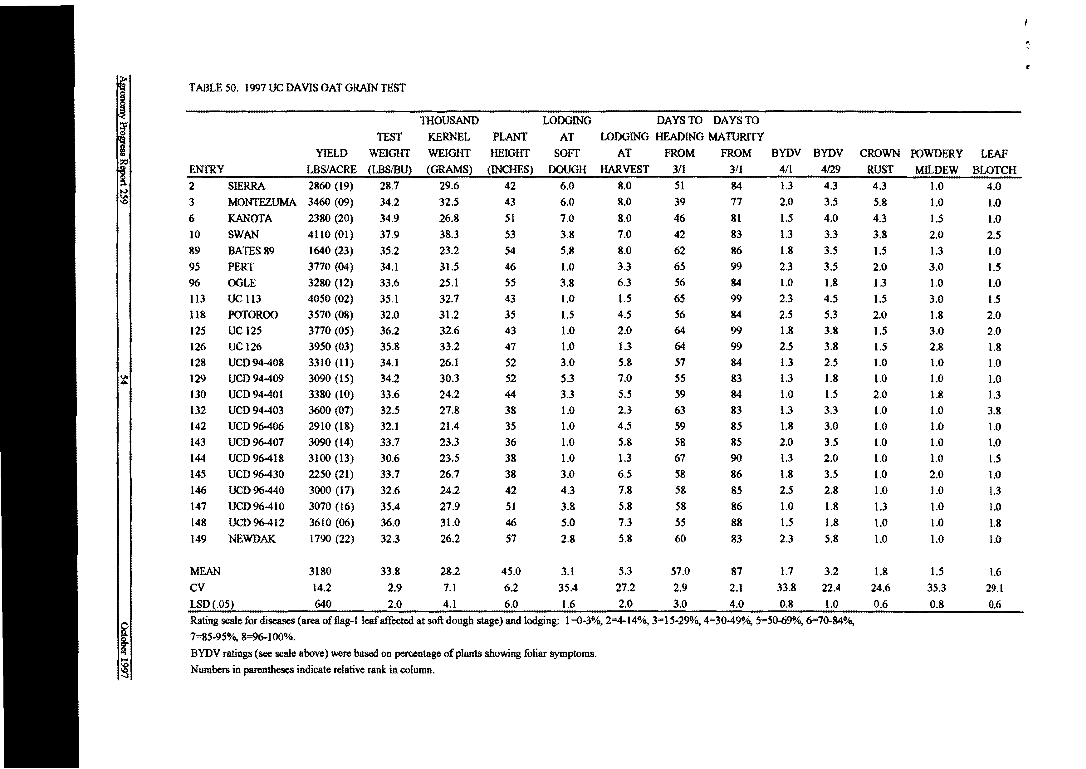 TABLE 50. 1997 UC DAVIS OAT GRAIN TEST
THOUSAND LODGING DAYS TO DAYS TO
TEST KERNEL PLANT AT LODGING HEADING MATURITY
YIELD WEIGHT WEIGHT HEIGHT SOFT AT FROM FROM BYDV BYDV CROWN POWDERY LEAF
ENTRY LBS/ACRE (LBS/BU) (GRAMS) (INCHES) DOUGH HARVEST 3/1 3/1 4/1 4/29 RUST MILDEW BLOTCH
2 SIERRA 2860 (19) 28.7 29.6 42 6.0 8.0 51 84 1.3 4.3 4.3 1.0 4.0
3 MONTEZUMA 3460 (09) 34.2 32.5 43 6.0 8.0 39 77 2.0 3.5 5.8 1.0 1.0
6 KANOTA 2380 (20) 34.9 26.8 51 7.0 8.0 46 81 1.5 4.0 4.3 1.5 1.0
10 SWAN 4110 (01) 37.9 38.3 53 3.8 7.0 42 83 1.3 3.3 3.8 2.0 2.5
89 BATES 89 1640 (23) 35.2 23.2 54 5.8 8.0 62 86 1.8 3.5 1.5 1.3 1.0
95 PERT 3770 (04) 34.1 31.5 46 1.0 3.3 65 99 2.3 3.5 2.0 3.0 1.5
96 OGLE 3280 (12) 33.6 25.1 55 3.8 6.3 56 84 1.0 1.8 1.3 1.0 1.0
113 UC 113 4050 (02) 35.1 32.7 43 1.0 1.5 65 99 2.3 4.5 1.5 3.0 1.5
118 POTOROO 3570 (08) 32.0 31.2 35 1.5 4.5 56 84 2.5 5.3 2.0 1.8 2.0
125 UC 125 3770 (05) 36.2 32.6 43 1.0 2.0 64 99 1.8 3.8 1.5 3.0 2.0
126 UC 126 3950 (03) 35.8 33.2 47 1.0 1.3 64 99 2.5 3.8 1.5 2.8 1.8
128 UCD 94-408 3310 (11) 34.1 26.1 52 3.0 5.8 57 84 1.3 2.5 1.0 1.0 1.0
129 UCD 94-409 3090 (15) 34.2 30.3 52 5.3 7.0 55 83 1.3 1.8 1.0 1.0 1.0
130 UCD 94-401 3380 (10) 33.6 24.2 44 3.3 5.5 59 84 1.0 1.5 2.0 1.8 1.3
132 UCD 94-403 3600 (07) 32.5 27.8 38 1.0 2.3 63 83 1.3 3.3 1.0 1.0 3.8
142 UCD 96-406 2910 (18) 32.1 21.4 35 1.0 4.5 59 85 1.8 3.0 1.0 1.0 1.0
143 UCD 96-407 3090 (14) 33.7 23.3 36 1.0 5.8 58 85 2.0 3.5 1.0 1.0 1.0
144 UCD 96-418 3100 (13) 30.6 23.5 38 1.0 1.3 67 90 1.3 2.0 1.0 1.0 1.5
145 UCD 96-430 2250 (21) 33.7 26.7 38 3.0 6.5 58 86 1.8 3.5 1.0 2.0 1.0
146 UCD 96-440 3000 (17) 32.6 24.2 42 4.3 7.8 58 85 2.5 2.8 1.0 1.0 1.3
147 UCD 96-410 3070 (16) 35.4 27.9 51 3.8 5.8 58 86 1.0 1.8 1.3 1.0 1.0
148 UCD 96-412 3610 (06) 36.0 31.0 46 5.0 7.3 55 88 1.5 1.8 1.0 1.0 1.8
149 NEWDAK 1790 (22) 32.3 26.2 57 2.8 5.8 60 83 2.3 5.8 1.0 1.0 1.0
MEAN 3180 33.8 28.2 45.0 3.1 5.3 57.0 87 1.7 3.2 1.8 1.5 1.6
CV 14.2 2.9 7.1 6.2 35.4 27.2 2.9 2.1 33.8 22.4 24.6 35.3 29.1
LSD (.05) 640 2.0 4.1 6.0 1.6 2.0 3.0 4.0 0.8 1.0 0.6 0.8 0.6
Rating scale for diseases (area of flag-1 leaf affected at soft dough stage) and lodging: 1=0-3%, 2=4-14%, 3=15-29%, 4=30-49%, 5=50-69%, 6=70-84%,
7=85-95%, 8=96-100%.
BYDV ratings (see scale above) were based on percentage of plants showing foliar symptoms.
Numbers in parentheses indicate relative rank in column.
Agronomy Progress Report 259
54
October 1997